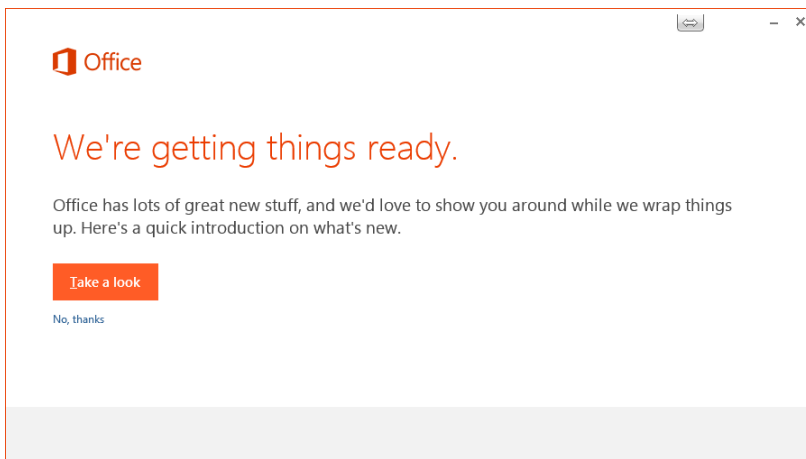 Office
We're getting things ready.
Office has lots of great new stuff, and we'd love to show you around while we wrap things
up. Here's a quick introduction on what's new.
Take a look
No, thanks